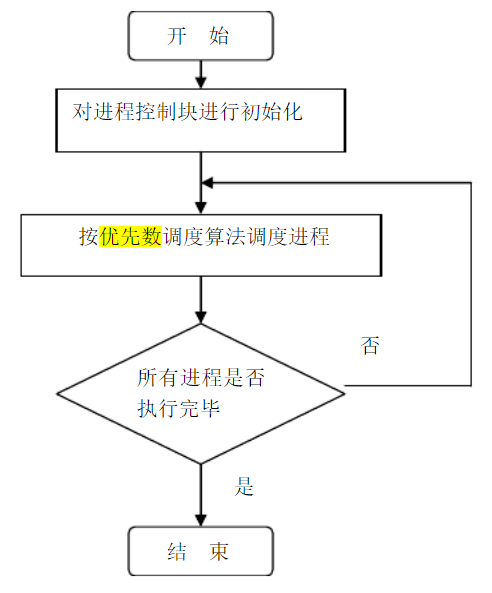 开 始
对进程控制块进行初始化
按优先数调度算法调度进程
否
所有进程是否
执行完毕
是
结 束